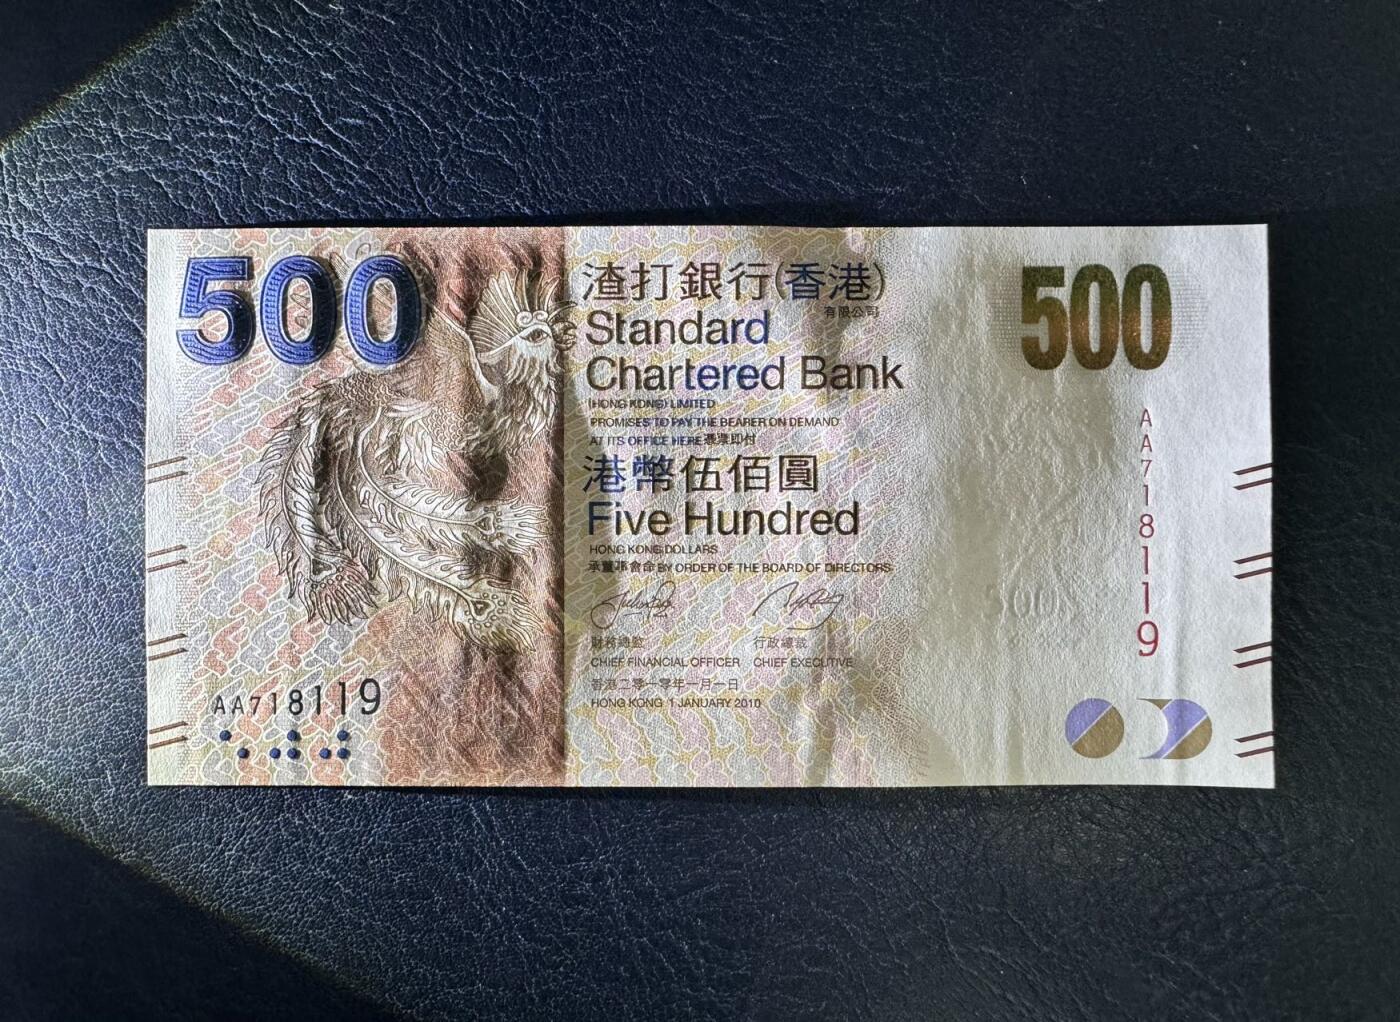 500
渣打銀行(香港)
有限公司
Standard
Chartered Bank
(HONG KONG) LIMITED
PROMISES TO PAY THE BEARER ON DEMAND
AT ITS OFFICE HERE 憑票即付
港幣伍佰圓
Five Hundred
HONG KONG DOLLARS
承董事會命 BY ORDER OF THE BOARD OF DIRECTORS
財務總監 行政總裁
CHIEF FINANCIAL OFFICER CHIEF EXECUTIVE
香港二零一零年一月一日
HONG KONG 1 JANUARY 2010
AA718119
500
AA718119
500